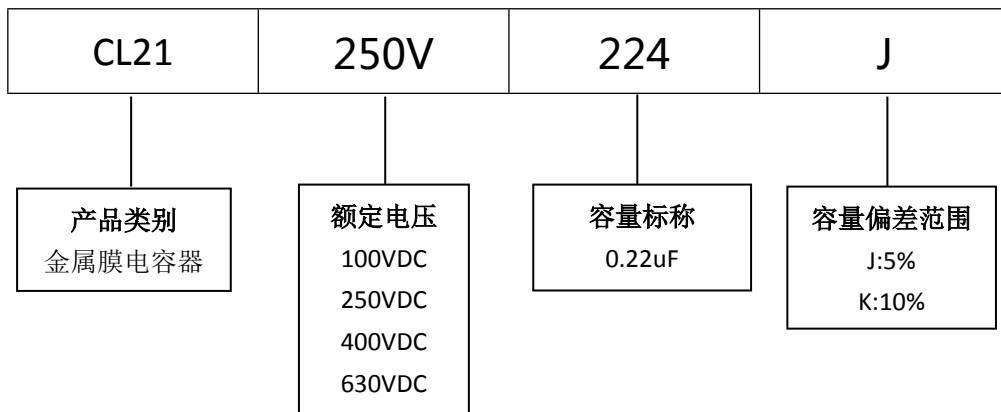 CL21 250V 224 J
产品类别
金属膜电容器
额定电压
100VDC
250VDC
400VDC
630VDC
容量标称
0.22uF
容量偏差范围
J:5%
K:10%